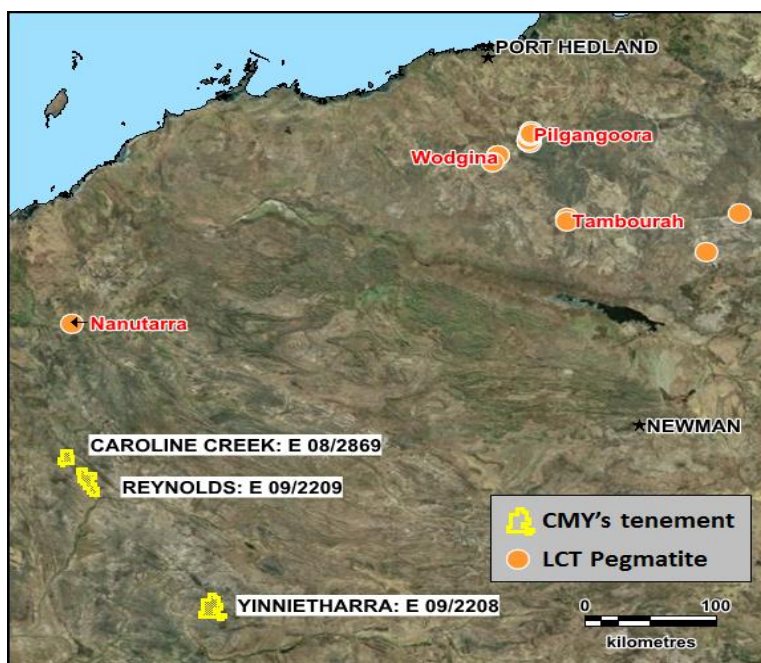 PORT HEDLAND
Pilgangoora
Wodgina
Tambourah
Nanutarra
NEWMAN
CAROLINE CREEK: E 08/2869
REYNOLDS: E 09/2209
CMY's tenement
LCT Pegmatite
YINNIETHARRA: E 09/2208
0 100
kilometres